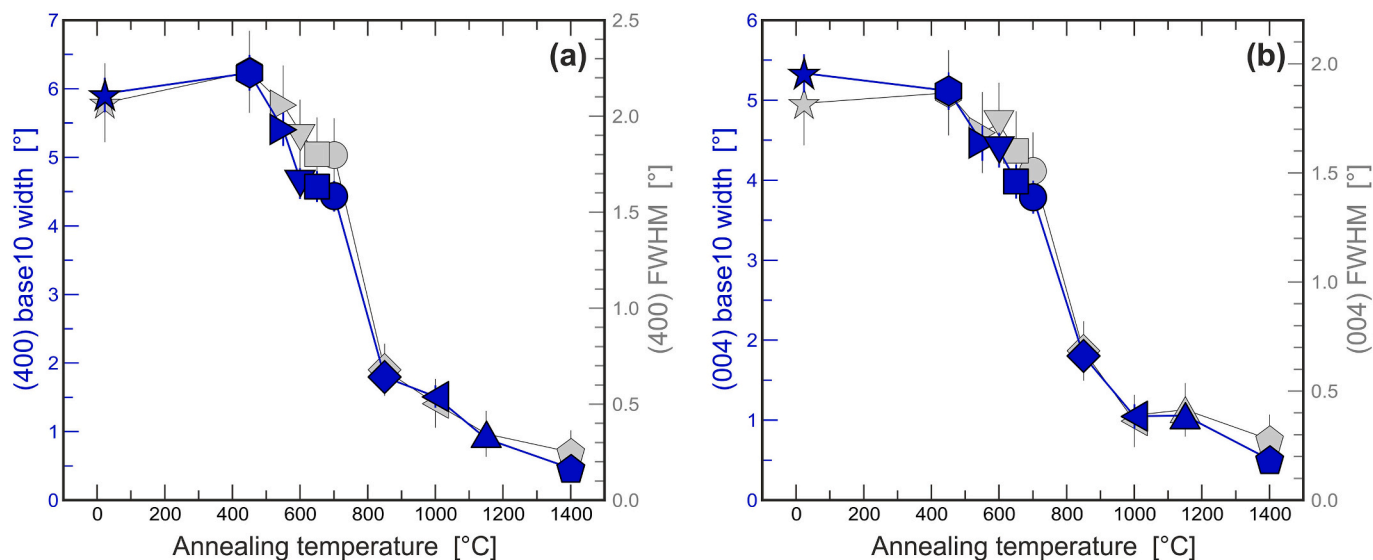 (a)
(400) base10 width [°]
7
6
5
4
3
2
1
0
2.5
2.0
1.5
1.0
0.5
0.0
(400) FWHM [°]
0 200 400 600 800 1000 1200 1400
Annealing temperature [°C]
(b)
(004) base10 width [°]
6
5
4
3
2
1
0
2.0
1.5
1.0
0.5
0.0
(004) FWHM [°]
0 200 400 600 800 1000 1200 1400
Annealing temperature [°C]